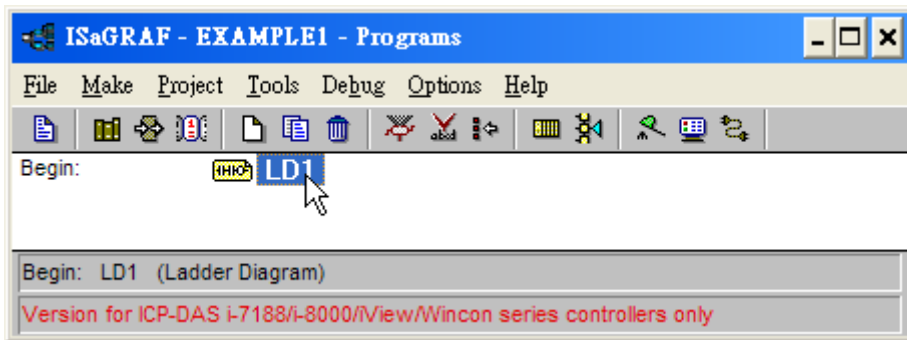 ISaGRAF - EXAMPLE1 - Programs
File Make Project Tools Debug Options Help
Begin: LD1
Begin: LD1 (Ladder Diagram)
Version for ICP-DAS i-7188/i-8000/iView/Wincon series controllers only